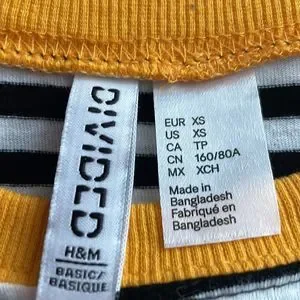 DIVIDED
H&M
BASIC/
BASIQUE
EUR XS
US XS
CA TP
CN 160/80A
MX XCH
Made in
Bangladesh
Fabriqué en
Bangladesh